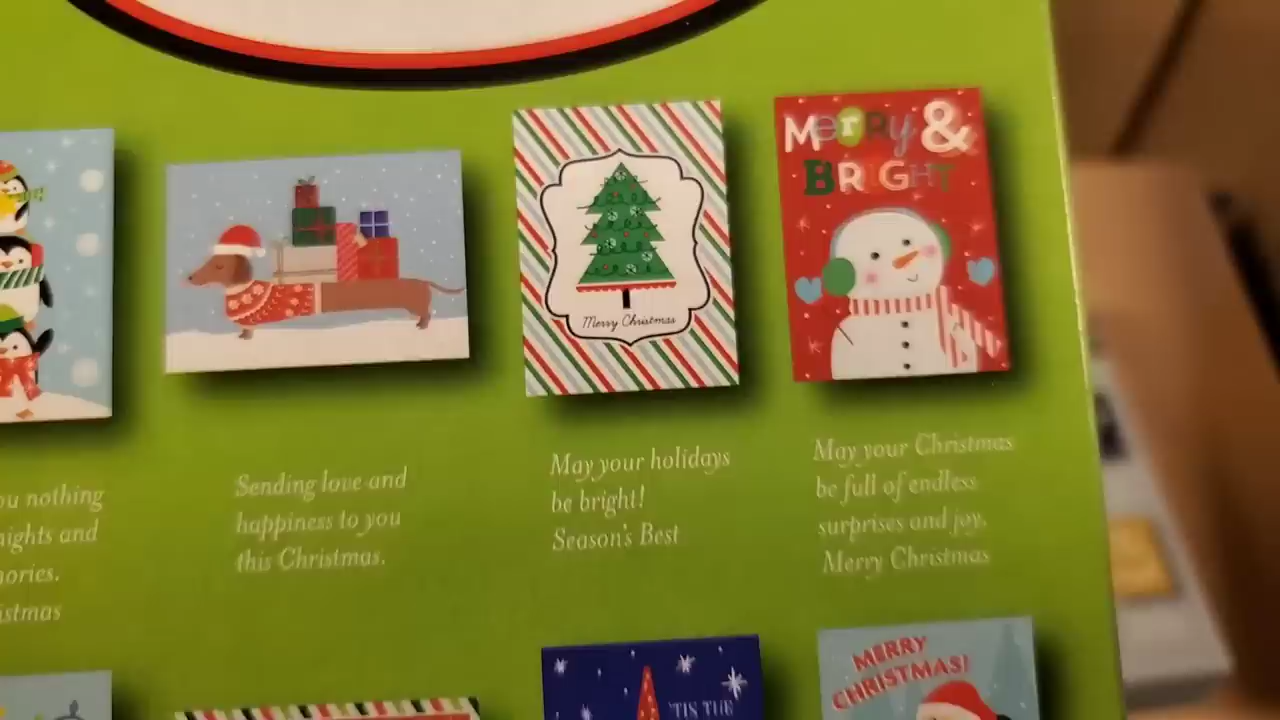 Merry &
BRIGHT
Merry Christmas
ou nothing
ights and
ories.
istmas
Sending love and
happiness to you
this Christmas.
May your holidays
be bright!
Season's Best
May your Christmas
be full of endless
surprises and joy.
Merry Christmas
'TIS THE
MERRY
CHRISTMAS!